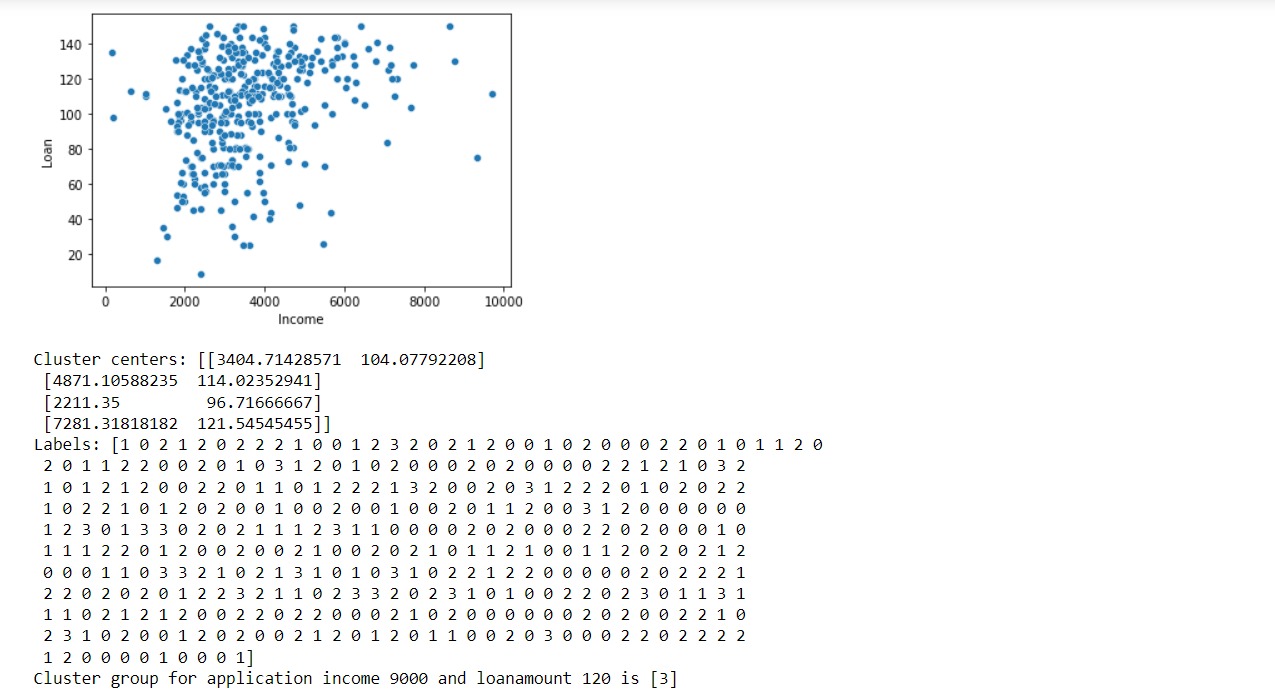 140
120
100
80
60
40
20
Loan
0 2000 4000 6000 8000 10000
Income
Cluster centers: [[3404.71428571 104.07792208]
[4871.10588235 114.02352941]
[2211.35 96.71666667]
[7281.31818182 121.54545455]]
Labels: [1 0 2 1 2 0 2 2 2 1 0 0 1 2 3 2 0 2 1 2 0 0 1 0 2 0 0 0 2 2 0 1 0 1 1 2 0
2 0 1 1 2 2 0 0 2 0 1 0 3 1 2 0 1 0 2 0 0 0 2 0 2 0 0 0 0 2 2 1 2 1 0 3 2
1 0 1 2 1 2 0 0 2 2 0 1 1 0 1 2 2 2 1 3 2 0 0 2 0 3 1 2 2 2 0 1 0 2 0 2 2
1 0 2 2 1 0 1 2 0 2 0 0 1 0 0 2 0 0 1 0 0 2 0 1 1 2 0 0 3 1 2 0 0 0 0 0 0
1 2 3 0 1 3 3 0 2 0 2 1 1 1 2 3 1 1 0 0 0 0 2 0 2 0 0 0 2 2 0 2 0 0 0 1 0
1 1 1 2 2 0 1 2 0 0 2 0 0 2 1 0 0 2 0 2 1 0 1 1 2 1 0 0 1 1 2 0 2 0 2 1 2
0 0 0 1 1 0 3 3 2 1 0 2 1 3 1 0 1 0 3 1 0 2 2 1 2 2 0 0 0 0 0 2 0 2 2 2 1
2 2 0 2 0 2 0 1 2 2 3 2 1 1 0 2 3 3 2 0 2 3 1 0 1 0 0 2 2 0 2 3 0 1 1 3 1
1 1 0 2 1 2 1 2 0 0 2 2 0 2 2 0 0 0 2 1 0 2 0 0 0 0 0 0 0 2 0 2 0 0 2 2 1 0
2 3 1 0 2 0 0 1 2 0 2 0 0 2 1 2 0 1 2 0 1 1 0 0 2 0 3 0 0 0 2 2 0 2 2 2 2
1 2 0 0 0 0 1 0 0 0 1]
Cluster group for application income 9000 and loanamount 120 is [3]